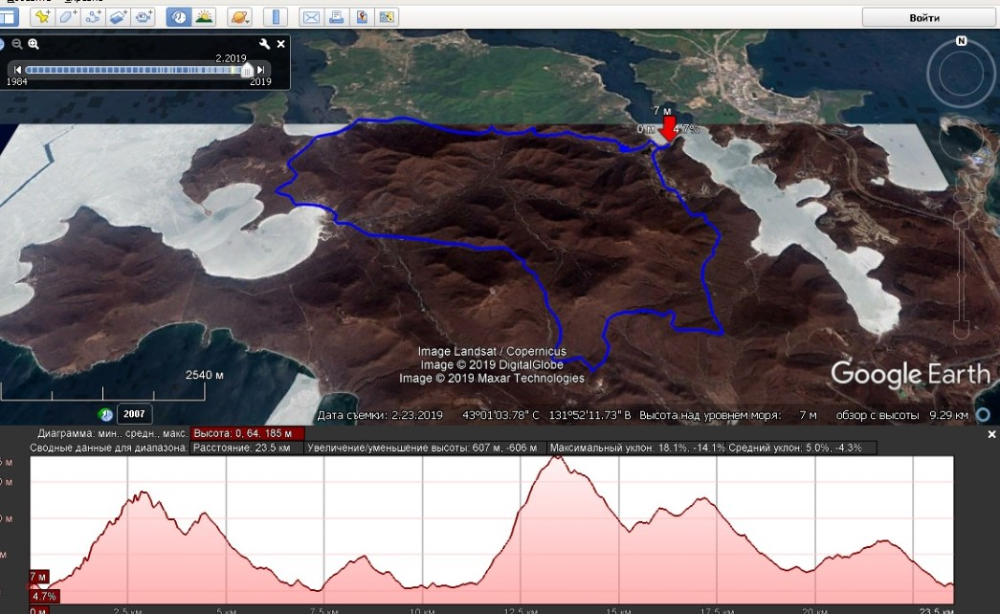 Войти
2.2019
1984
2019
N
7 м
0 м
4.7%
Image Landsat / Copernicus
Image © 2019 DigitalGlobe
Image © 2019 Maxar Technologies
Google Earth
2540 м
2007
Дата съемки: 2.23.2019 43°01'03.78" С 131°52'11.73" В Высота над уровнем моря: 7 м обзор с высоты 9.29 км
Диаграмма: мин., средн., макс. Высота: 0, 64, 185 м
Сводные данные для диапазона: Расстояние: 23.5 км Увеличение/уменьшение высоты: 607 м, -606 м Максимальный уклон: 18.1%, -14.1% Средний уклон: 5.0%, -4.3%
7 м
4.7%
0 м 2.5 км 5 км 7.5 км 10 км 12.5 км 15 км 17.5 км 20 км 23.5 км